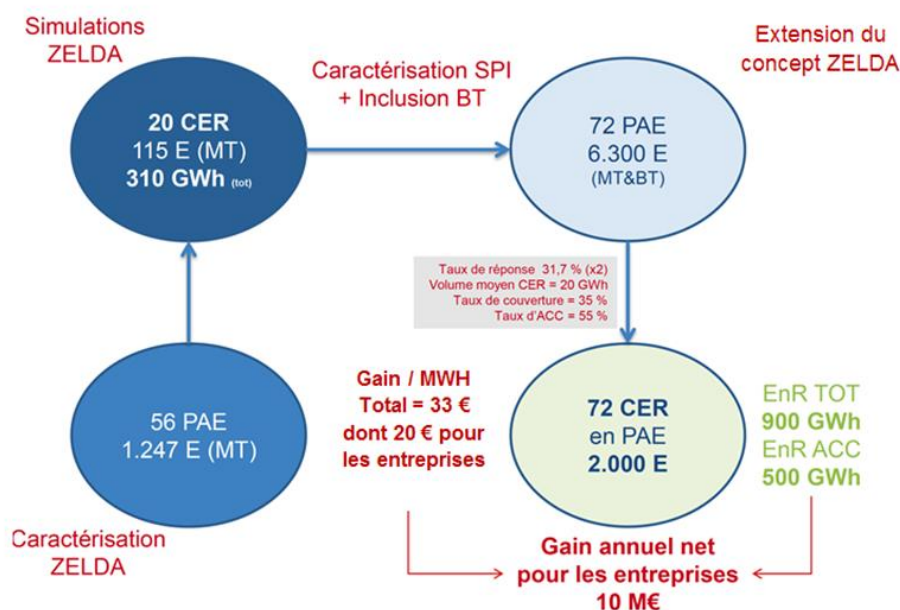 Simulations
ZELDA
20 CER
115 E (MT)
310 GWh (tot)
Caractérisation SPI
+ Inclusion BT
Extension du
concept ZELDA
72 PAE
6.300 E
(MT&BT)
Taux de réponse 31,7 % (x2)
Volume moyen CER = 20 GWh
Taux de couverture = 35 %
Taux d'ACC = 55 %
56 PAE
1.247 E (MT)
Caractérisation
ZELDA
Gain / MWH
Total = 33 €
dont 20 € pour
les entreprises
72 CER
en PAE
2.000 E
EnR TOT
900 GWh
EnR ACC
500 GWh
Gain annuel net
pour les entreprises
10 M€